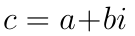 c = a+bi